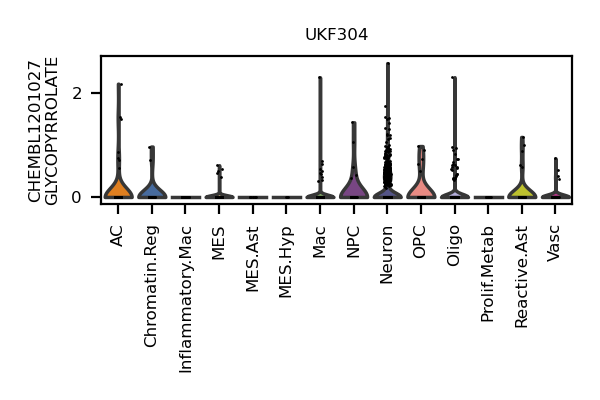 UKF304
CHEMBL1201027
GLYCOPYRROLATE
2
0
AC
Chromatin.Reg
Inflammatory.Mac
MES
MES.Ast
MES.Hyp
Mac
NPC
Neuron
OPC
Oligo
Prolif.Metab
Reactive.Ast
Vasc